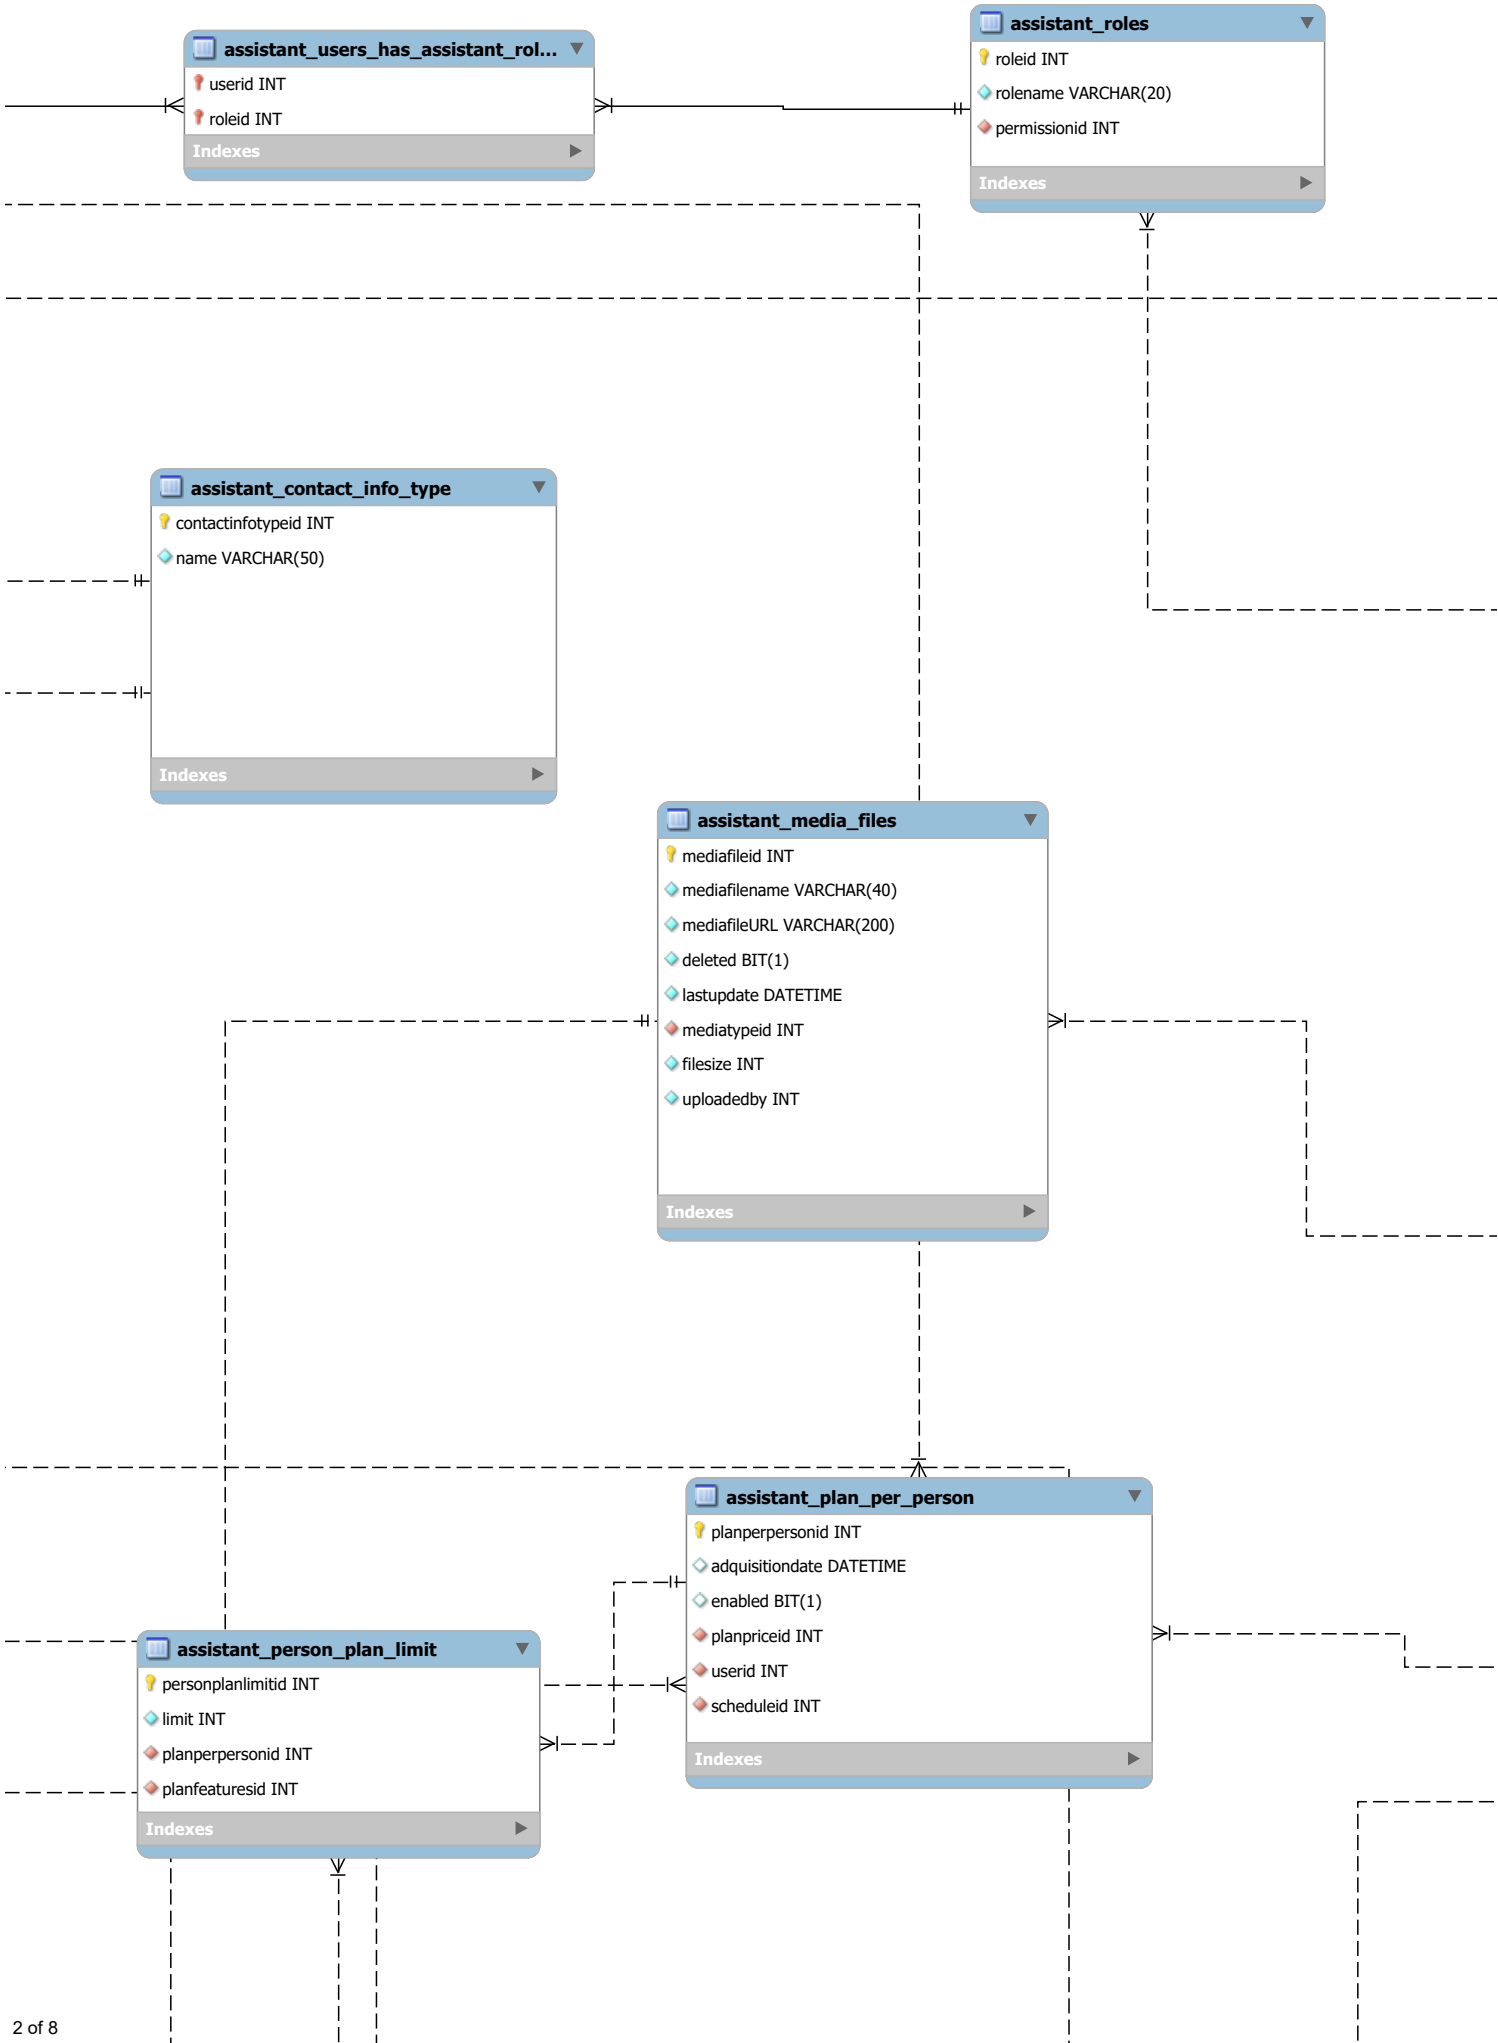 assistant_users_has_assistant_rol...
userid INT
roleid INT
Indexes
assistant_roles
roleid INT
rolename VARCHAR(20)
permissionid INT
Indexes
assistant_contact_info_type
contactinfotypeid INT
name VARCHAR(50)
Indexes
assistant_media_files
mediafileid INT
mediafilename VARCHAR(40)
mediafileURL VARCHAR(200)
deleted BIT(1)
lastupdate DATETIME
mediatypeid INT
filesize INT
uploadedby INT
Indexes
assistant_plan_per_person
planperpersonid INT
adquisitiondate DATETIME
enabled BIT(1)
planpriceid INT
userid INT
scheduleid INT
Indexes
assistant_person_plan_limit
personplanlimitid INT
limit INT
planperpersonid INT
planfeaturesid INT
Indexes
2 of 8